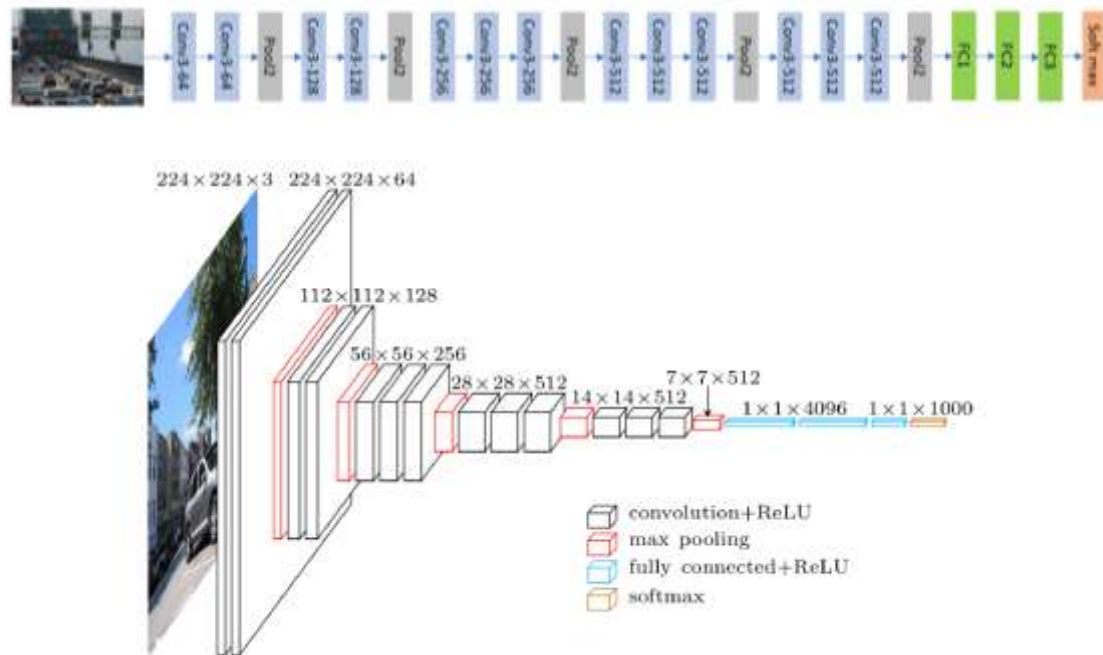 Conv3-64
Conv3-64
Pool2
Conv3-128
Conv3-128
Pool2
Conv3-256
Conv3-256
Conv3-256
Pool2
Conv3-512
Conv3-512
Conv3-512
Pool2
Conv3-512
Conv3-512
Conv3-512
Pool2
FC1
FC2
FC3
Soft max
224×224×3 224×224×64
112×112×128
56×56×256
28×28×512
7×7×512
14×14×512
1×1×4096 1×1×1000
convolution+ReLU
max pooling
fully connected+ReLU
softmax